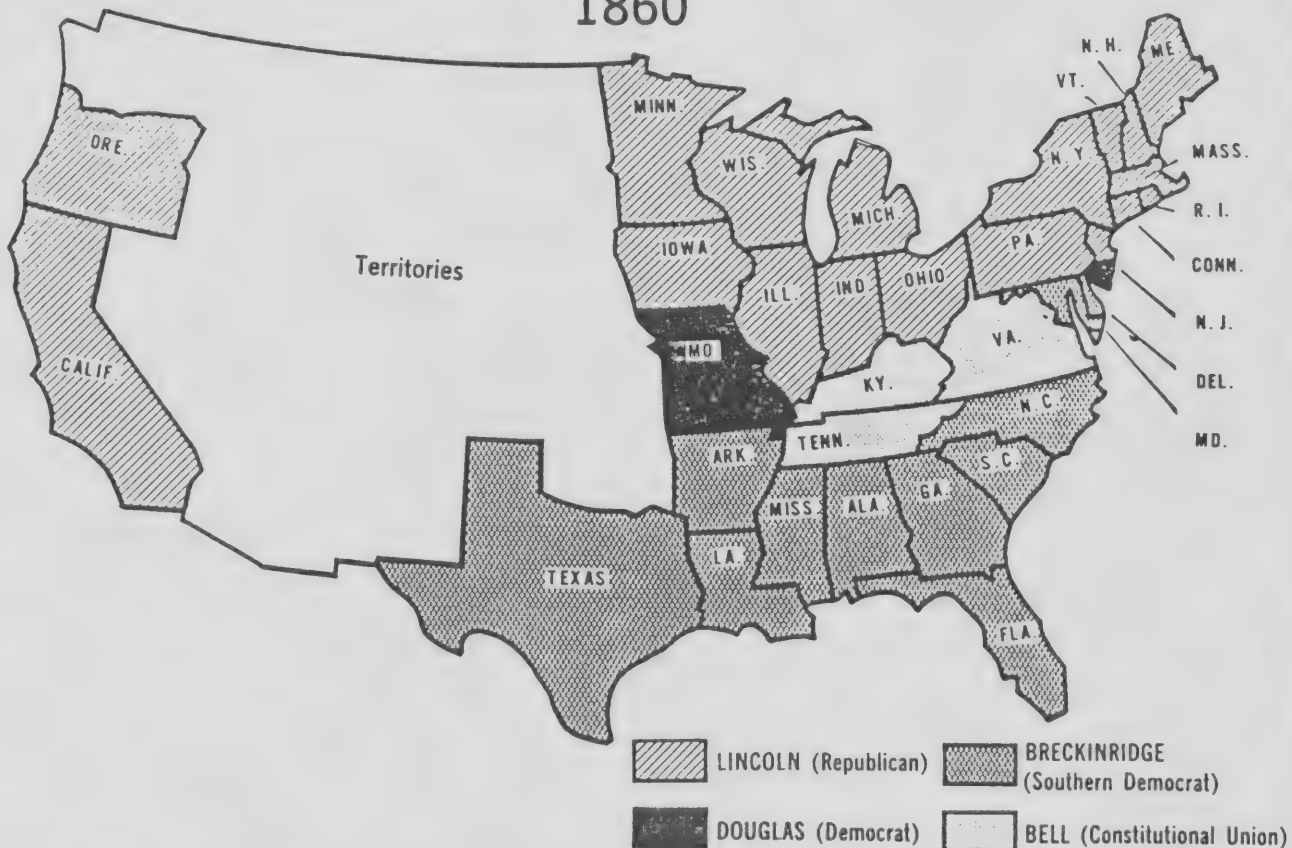 1860
N. H.
ME.
VT.
MINN.
ORE.
N. Y.
MASS.
WIS.
MICH.
R. I.
PA.
IOWA
CONN.
Territories
OHIO
ILL.
IND
N. J.
VA.
MO
CALIF
KY.
DEL.
N. C.
TENN.
MD.
ARK.
S. C.
GA.
MISS.
ALA.
LA.
TEXAS
FLA.
LINCOLN (Republican)
BRECKINRIDGE
(Southern Democrat)
DOUGLAS (Democrat)
BELL (Constitutional Union)